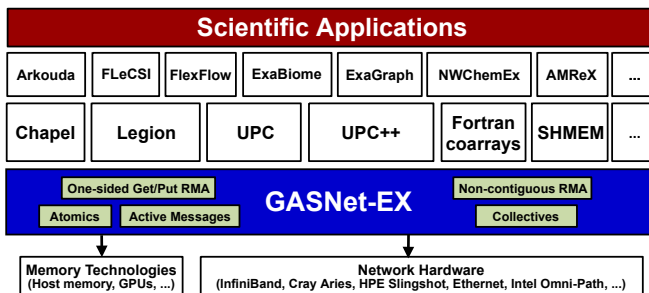 Scientific Applications
Arkouda FLeCSI FlexFlow ExaBiome ExaGraph NWChemEx AMReX ...
Chapel Legion UPC UPC++ Fortran coarrays SHMEM ...
One-sided Get/Put RMA
Non-contiguous RMA
GASNet-EX
Atomics
Active Messages
Collectives
Memory Technologies
(Host memory, GPUs, ...)
Network Hardware
(InfiniBand, Cray Aries, HPE Slingshot, Ethernet, Intel Omni-Path, ...)